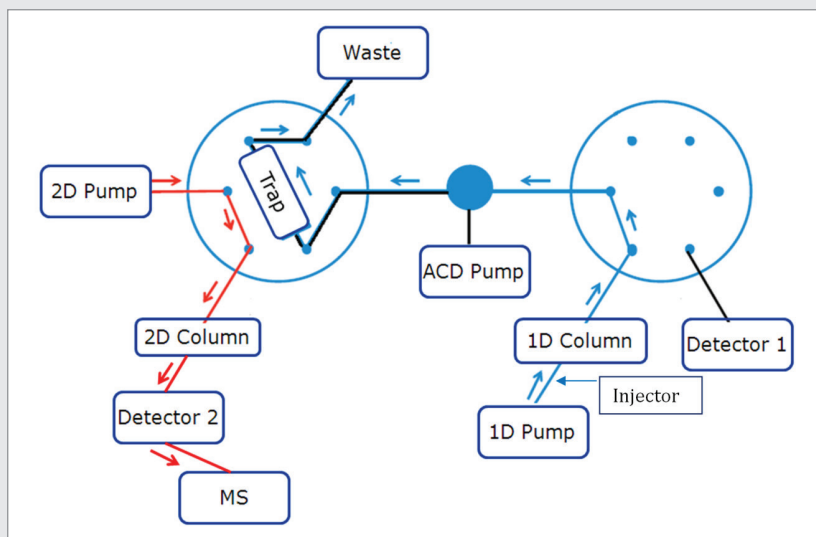 Waste
2D Pump
Trap
ACD Pump
2D Column
1D Column
Detector 1
Injector
Detector 2
1D Pump
MS